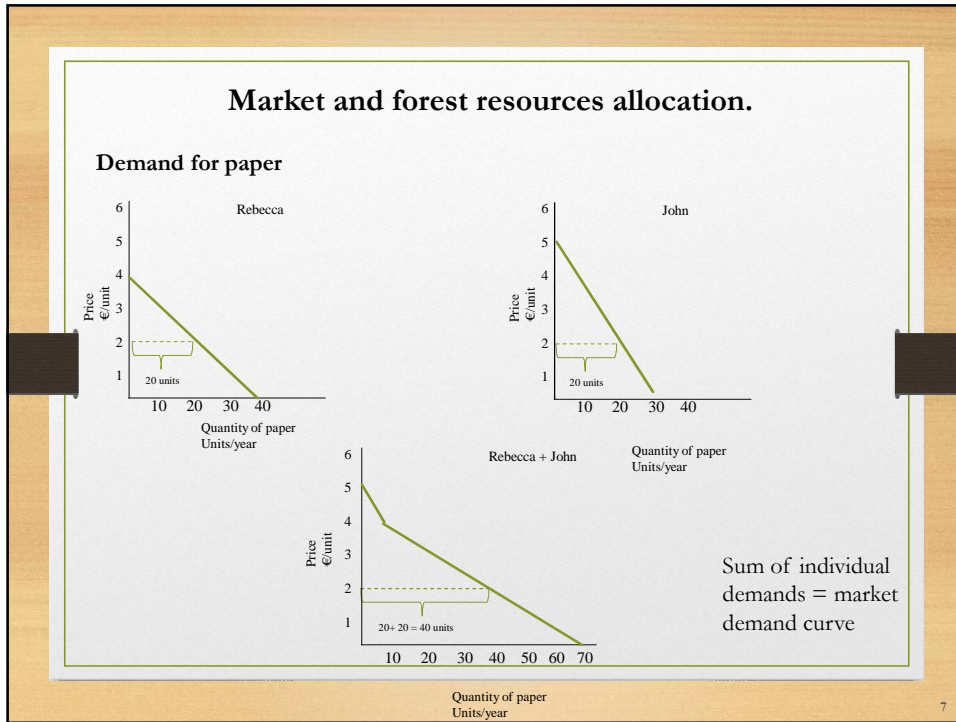 Market and forest resources allocation.
Demand for paper
Rebecca
6
5
4
3
2
1
Price
€/unit
20 units
10 20 30 40
Quantity of paper
Units/year
John
6
5
4
3
2
1
Price
€/unit
20 units
10 20 30 40
Quantity of paper
Units/year
Rebecca + John
6
5
4
3
2
1
Price
€/unit
20+ 20 = 40 units
10 20 30 40 50 60 70
Quantity of paper
Units/year
Sum of individual
demands = market
demand curve
7